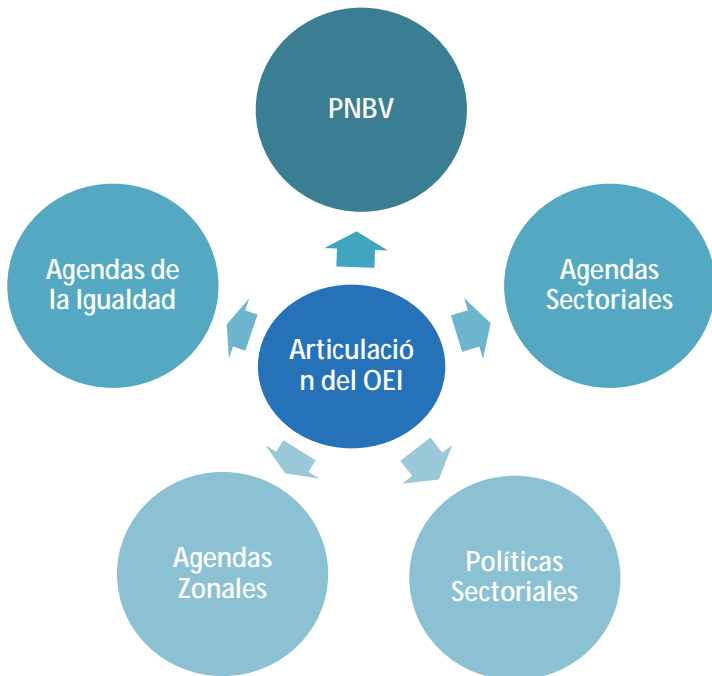 PNBV
Agendas de
la Igualdad
Agendas
Sectoriales
Articulació
n del OEI
Agendas
Zonales
Políticas
Sectoriales